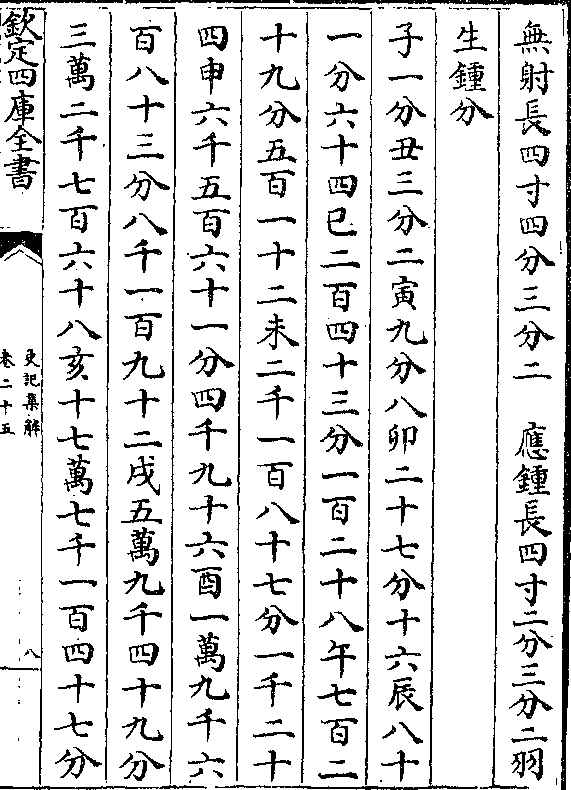 無射長四寸四分三分二　應鍾長四寸二分三分二羽
生鍾分
子一分丑三分二寅九分八卯二十七分十六辰八十
一分六十四巳二百四十三分一百二十八午七百二
十九分五百一十二未二千一百八十七分一千二十
四申六千五百六十一分四千九十六酉一萬九千六
百八十三分八千一百九十二戌五萬九千四十九分
三萬二千七百六十八亥十七萬七千一百四十七分
欽定四庫全書
史記集解
卷二十五
八